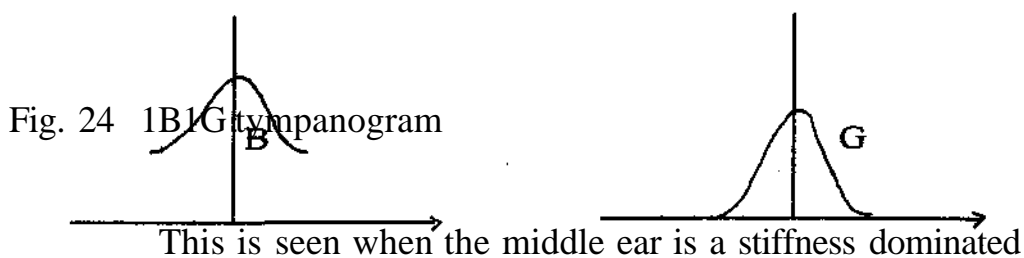 Fig. 24 1B1G tympanogram
B
G
This is seen when the middle ear is a stiffness dominated